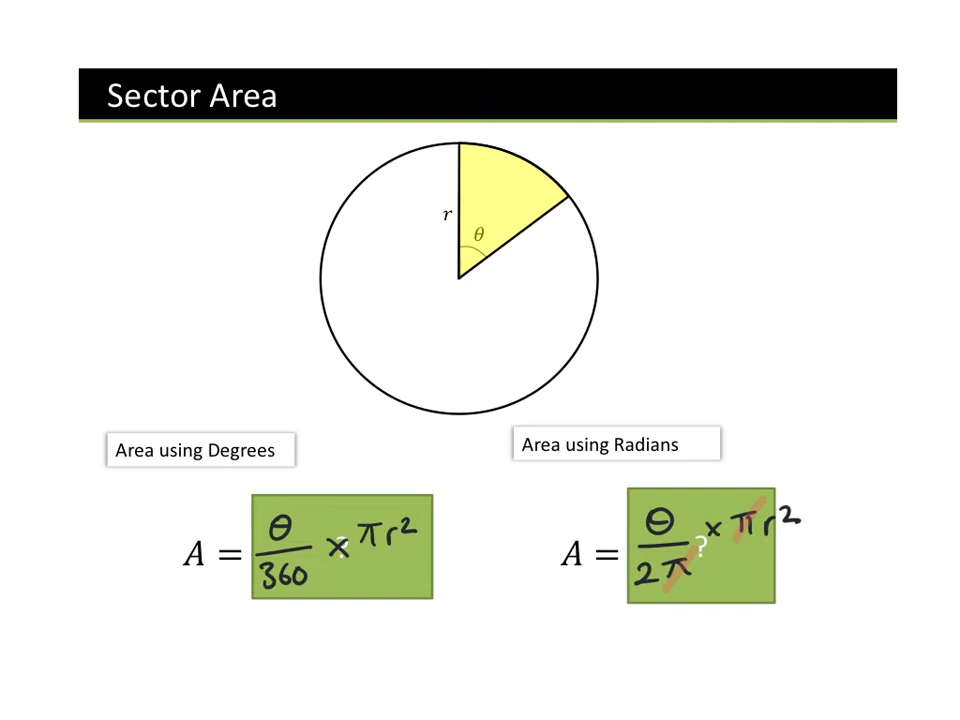 Sector Area
r
θ
Area using Degrees
Area using Radians
A = θ/360 × πr²
?
A = θ/2π × πr²
?